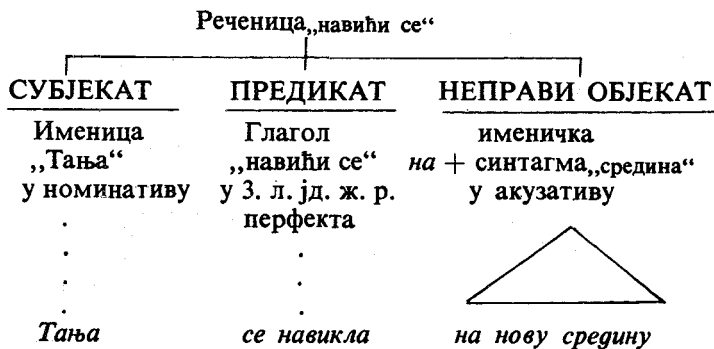 Реченица„навићи се“
СУБЈЕКАТ ПРЕДИКАТ НЕПРАВИ ОБЈЕКАТ
Именица Глагол именичка
„Тања“ „навићи се“ на + синтагма„средина“
у номинативу у 3. л. јд. ж. р. у акузативу
перфекта
Тања се навикла на нову средину